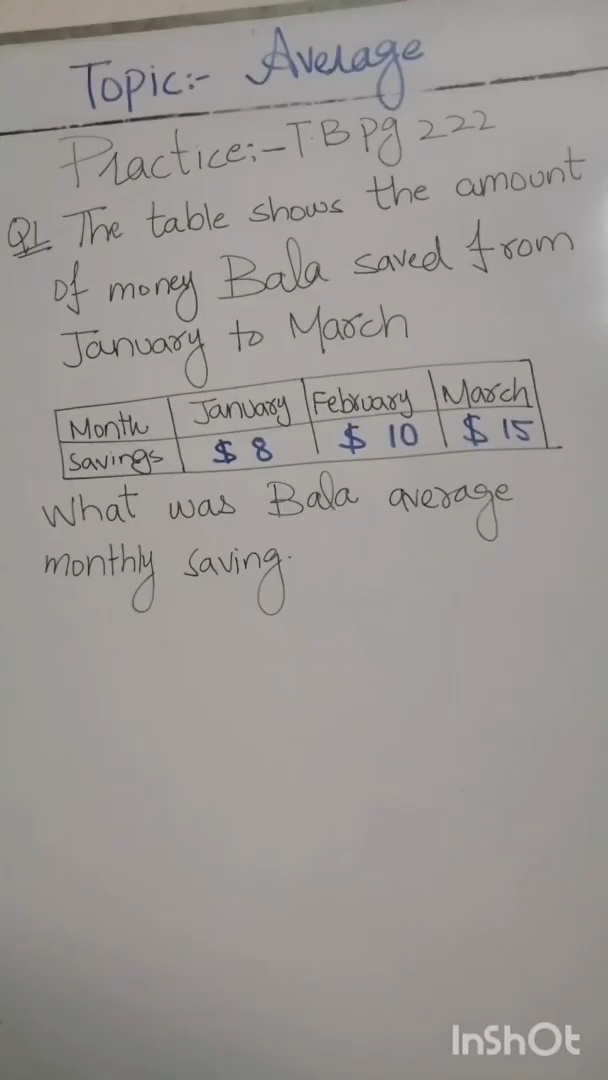 Topic:- Average
Practice:- T.B pg 222
Q1 The table shows the amount
of money Bala saved from
January to March
Month January February March
Savings $ 8 $ 10 $ 15
What was Bala average
monthly saving.
InShOt